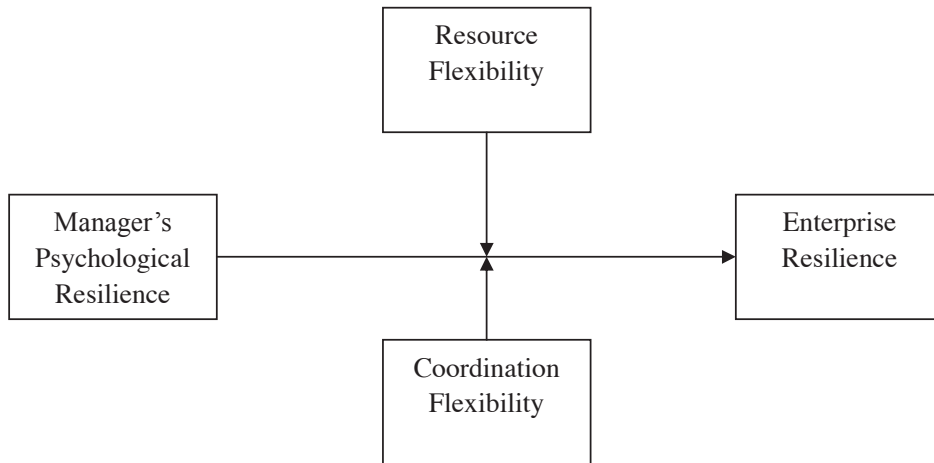 Resource
Flexibility
Manager’s
Psychological
Resilience
Enterprise
Resilience
Coordination
Flexibility